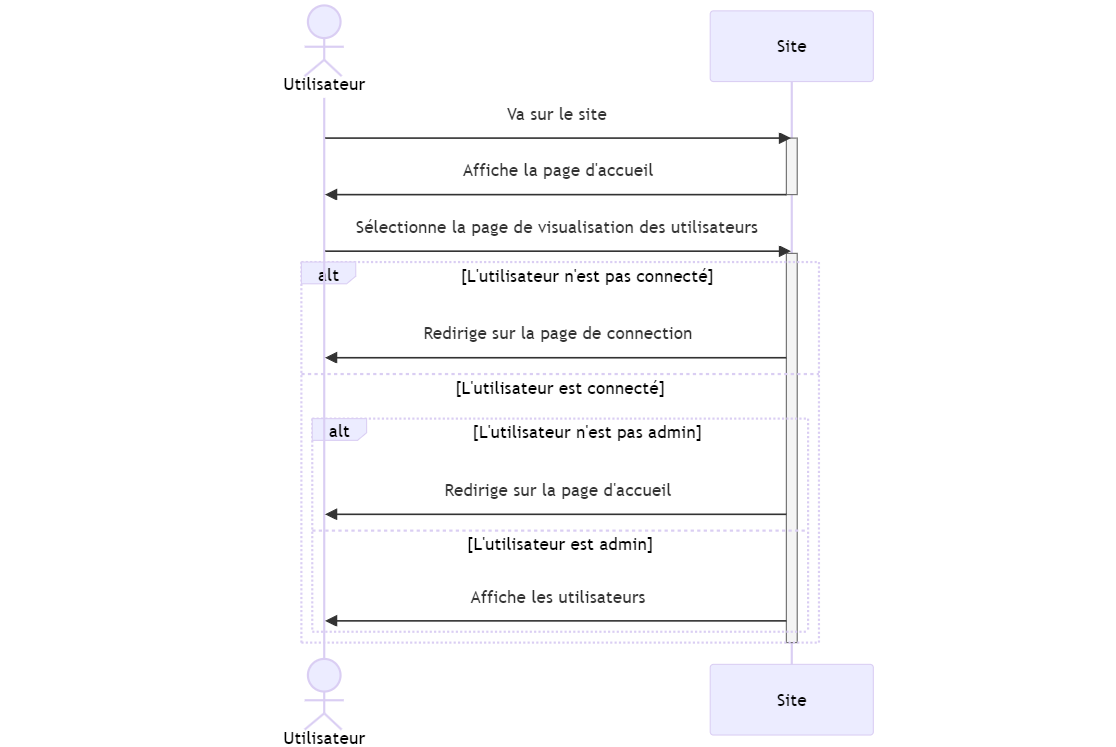 Utilisateur
Site
Va sur le site
Affiche la page d'accueil
Sélectionne la page de visualisation des utilisateurs
alt
[L'utilisateur n'est pas connecté]
Redirige sur la page de connection
[L'utilisateur est connecté]
alt
[L'utilisateur n'est pas admin]
Redirige sur la page d'accueil
[L'utilisateur est admin]
Affiche les utilisateurs
Utilisateur
Site